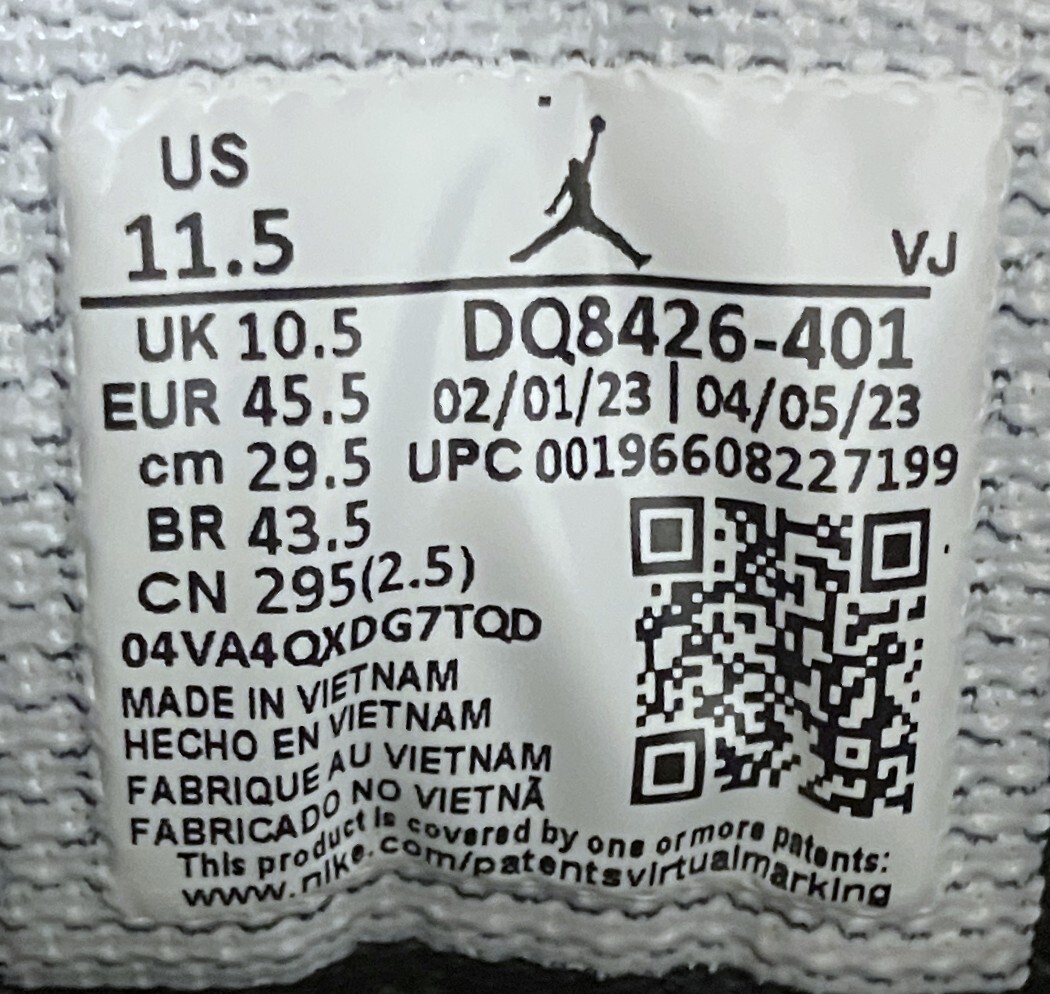 US
11.5
VJ
UK 10.5
DQ8426-401
EUR 45.5
02/01/23 | 04/05/23
cm 29.5
UPC 00196608227199
BR 43.5
CN 295(2.5)
04VA4QXDG7TQD
MADE IN VIETNAM
HECHO EN VIETNAM
FABRIQUE AU VIETNAM
FABRICADO NO VIETNÃ
This product is covered by one or more patents:
www.nike.com/patentsvirtualmarking